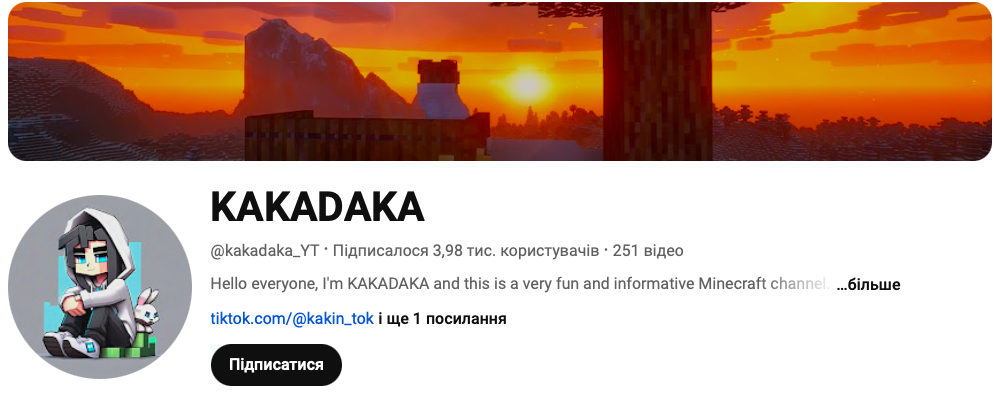 KAKADAKA
@kakadaka_YT · Підписалося 3,98 тис. користувачів · 251 відео
Hello everyone, I'm KAKADAKA and this is a very fun and informative Minecraft channel. ...більше
tiktok.com/@kakin_tok і ще 1 посилання
Підписатися